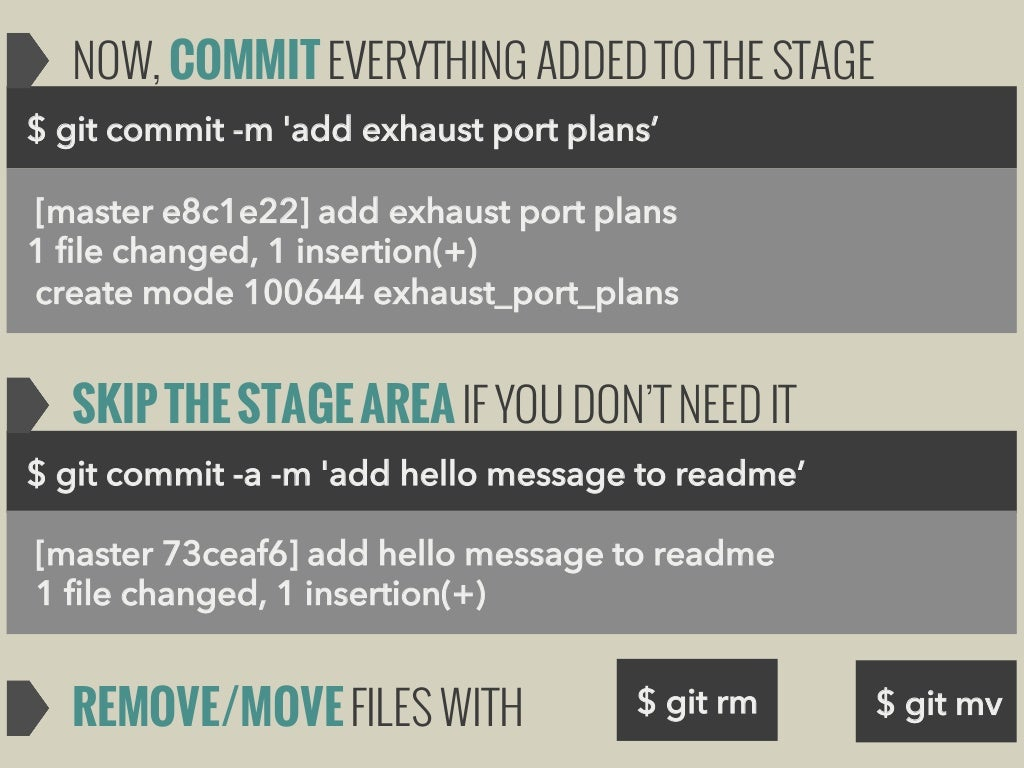 NOW, COMMIT EVERYTHING ADDED TO THE STAGE
$ git commit -m 'add exhaust port plans’
[master e8c1e22] add exhaust port plans
1 file changed, 1 insertion(+)
create mode 100644 exhaust_port_plans
SKIP THE STAGE AREA IF YOU DON’T NEED IT
$ git commit -a -m 'add hello message to readme’
[master 73ceaf6] add hello message to readme
1 file changed, 1 insertion(+)
REMOVE/MOVE FILES WITH $ git rm $ git mv